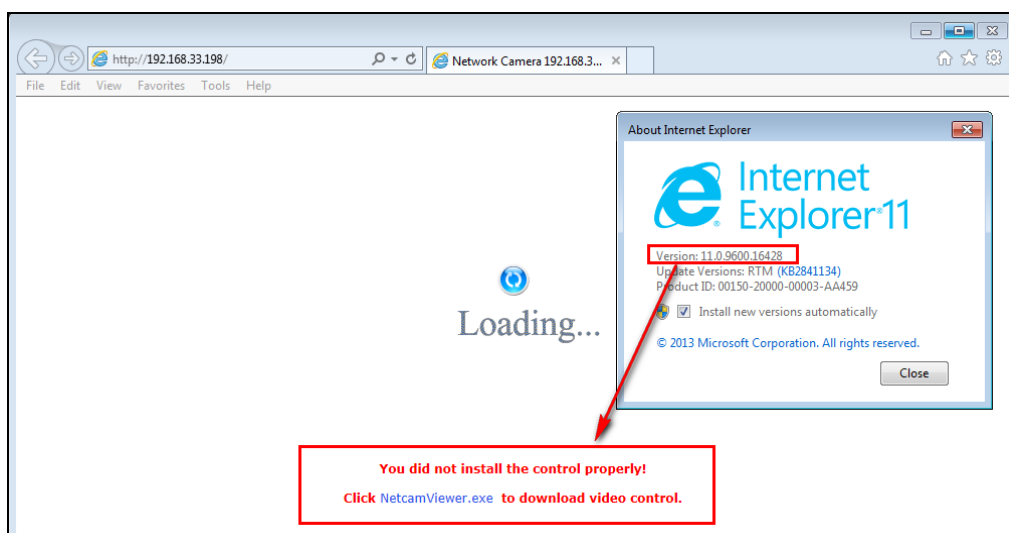 http://192.168.33.198/
Network Camera 192.168.3...
File Edit View Favorites Tools Help
About Internet Explorer
Internet
Explorer®11
Version: 11.0.9600.16428
Update Versions: RTM (KB2841134)
Product ID: 00150-20000-00003-AA459
Install new versions automatically
© 2013 Microsoft Corporation. All rights reserved.
Close
Loading...
You did not install the control properly!
Click NetcamViewer.exe to download video control.